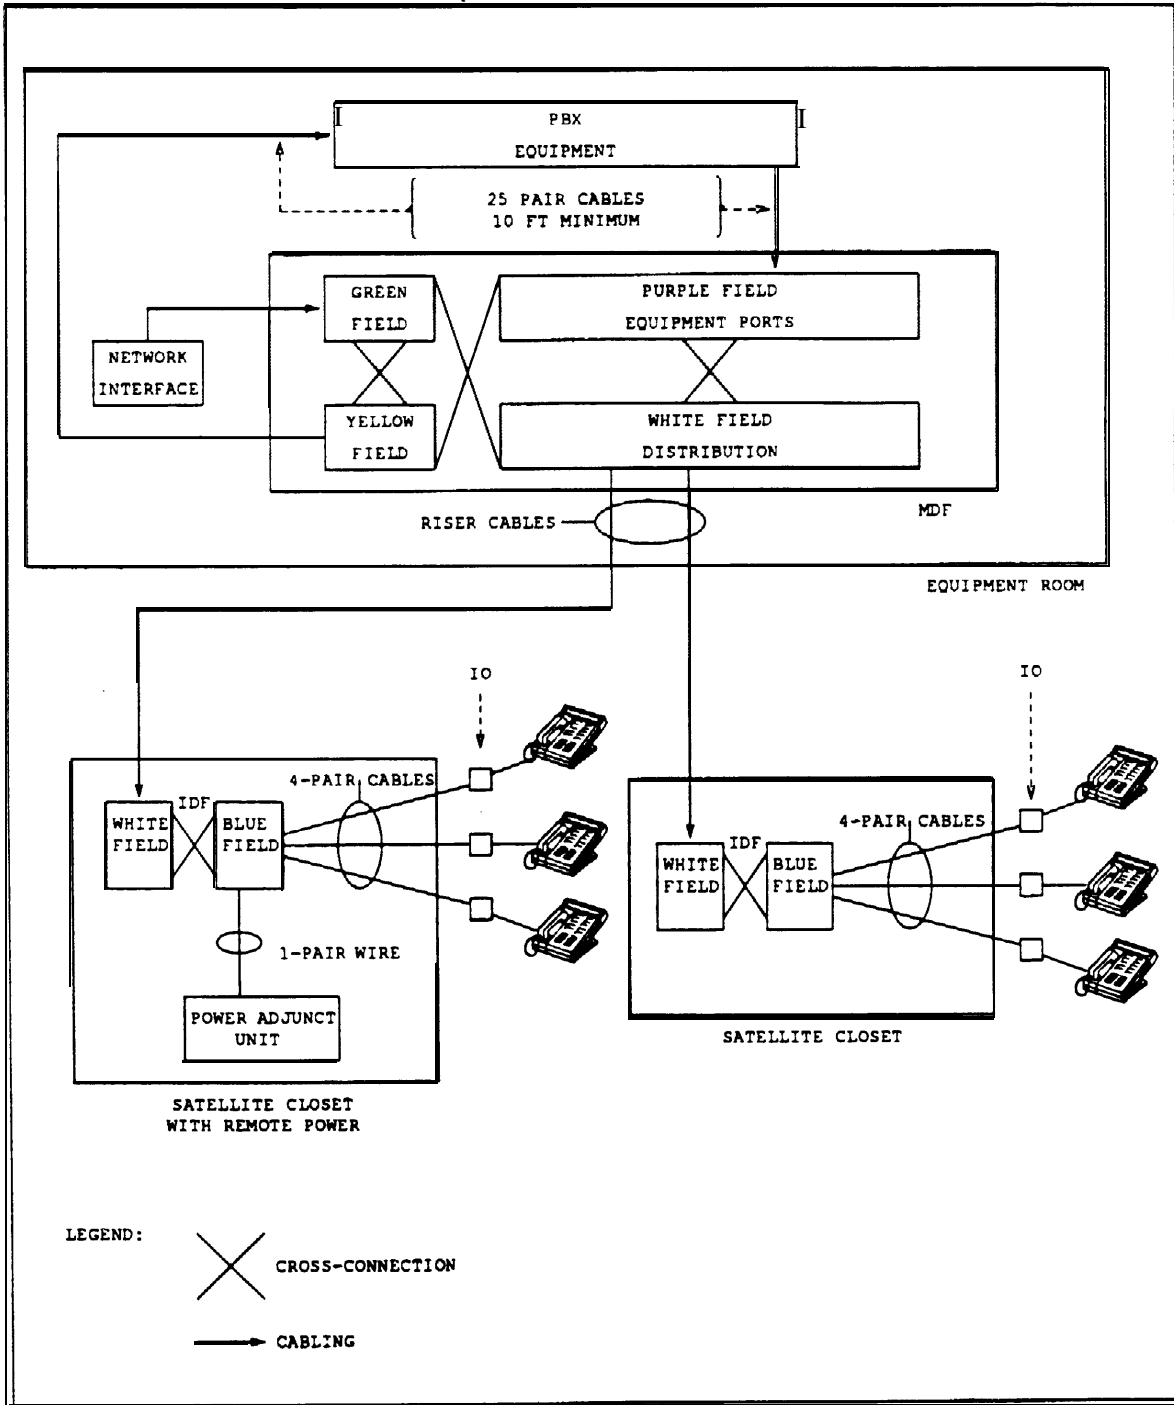 PBX
EQUIPMENT
25 PAIR CABLES
10 FT MINIMUM
GREEN
FIELD
PURPLE FIELD
EQUIPMENT PORTS
NETWORK
INTERFACE
YELLOW
FIELD
WHITE FIELD
DISTRIBUTION
RISER CABLES
MDF
EQUIPMENT ROOM
IO
IO
4-PAIR CABLES
IDF
WHITE
FIELD
BLUE
FIELD
1-PAIR WIRE
POWER ADJUNCT
UNIT
SATELLITE CLOSET
WITH REMOTE POWER
4-PAIR CABLES
IDF
WHITE
FIELD
BLUE
FIELD
SATELLITE CLOSET
LEGEND:
CROSS-CONNECTION
CABLING